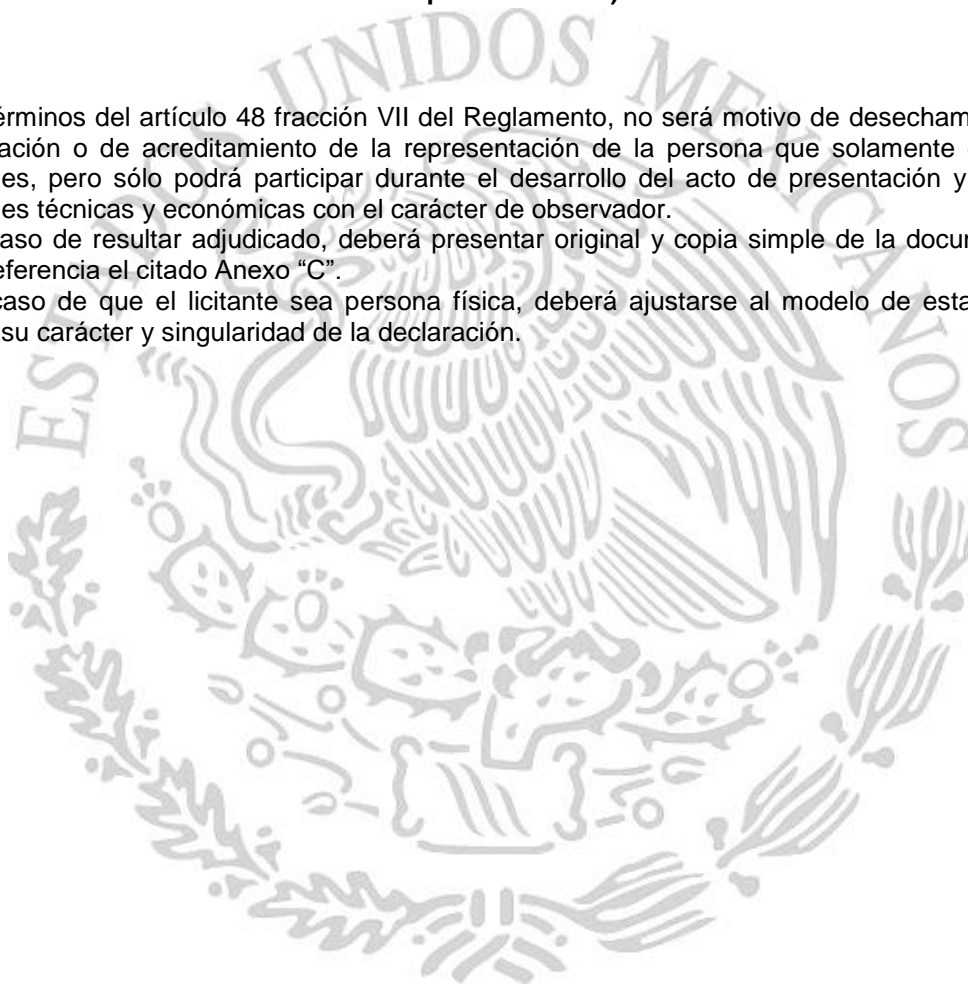 ESTADOS UNIDOS MEXICANOS
érminos del artículo 48 fracción VII del Reglamento, no será motivo de desecham
ación o de acreditamiento de la representación de la persona que solamente
es, pero sólo podrá participar durante el desarrollo del acto de presentación y
es técnicas y económicas con el carácter de observador.
aso de resultar adjudicado, deberá presentar original y copia simple de la docum
eferencia el citado Anexo “C”.
caso de que el licitante sea persona física, deberá ajustarse al modelo de esta
su carácter y singularidad de la declaración.